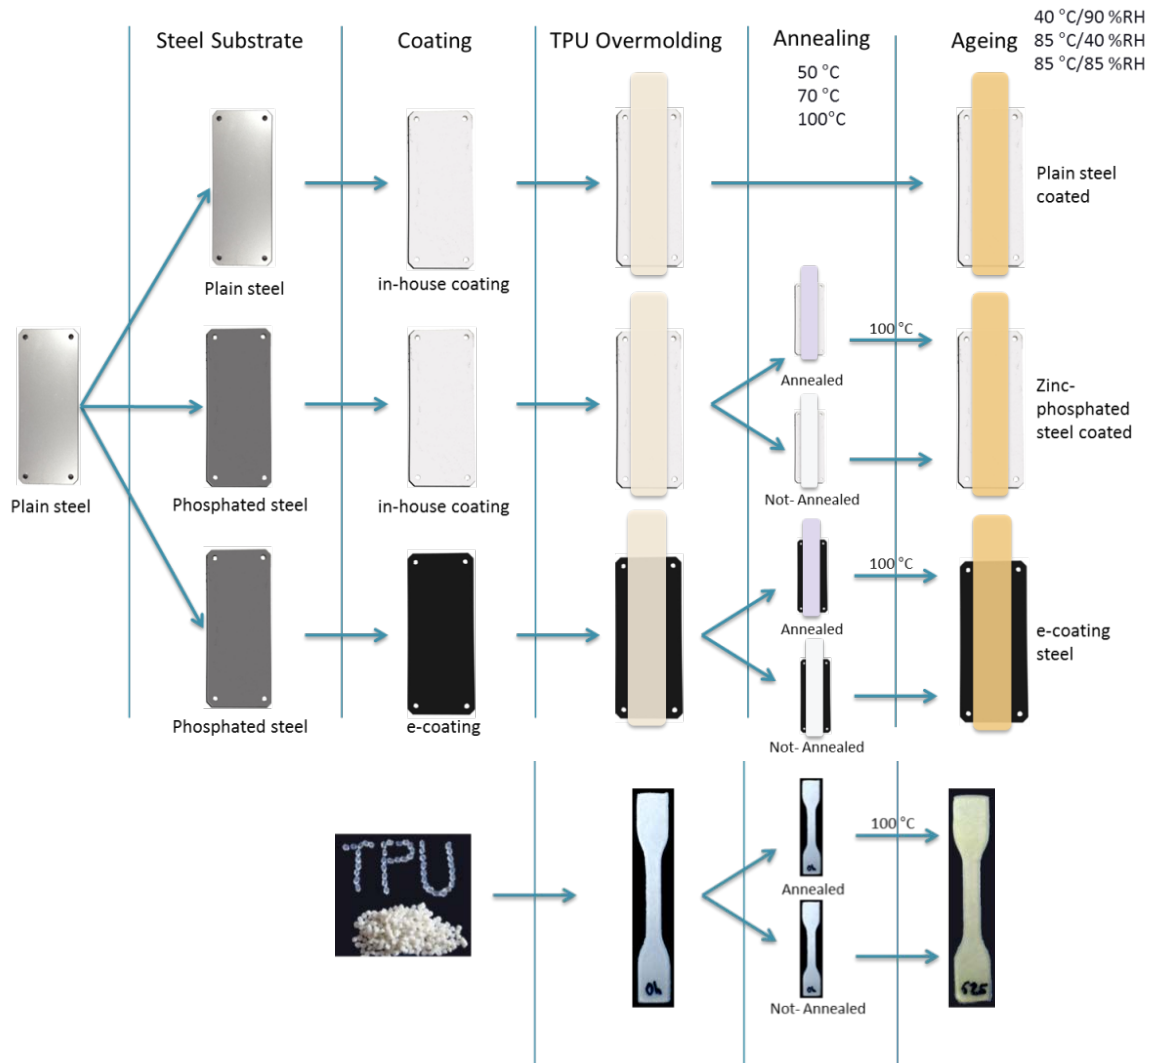 40 °C/90 %RH
85 °C/40 %RH
85 °C/85 %RH
Steel Substrate
Coating
TPU Overmolding
Annealing
Ageing
50 °C
70 °C
100°C
Plain steel
coated
Plain steel
in-house coating
100 °C
Annealed
Zinc-
phosphated
steel coated
Plain steel
Phosphated steel
in-house coating
Not- Annealed
100 °C
Annealed
e-coating
steel
Phosphated steel
e-coating
Not- Annealed
TPU
100 °C
Annealed
0h
525
Not- Annealed